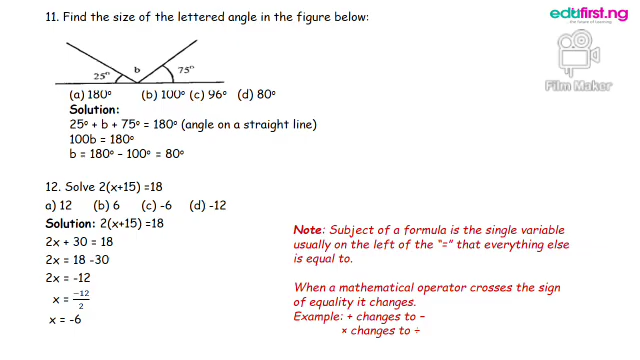 11. Find the size of the lettered angle in the figure below:
edufirst.ng
the future of learning
25° b 75°
(a) 180° (b) 100° (c) 96° (d) 80°
Film Maker
Solution:
25° + b + 75° = 180° (angle on a straight line)
100b = 180°
b = 180° – 100° = 80°
12. Solve 2(x+15) =18
a) 12 (b) 6 (c) -6 (d) -12
Solution: 2(x+15) =18
2x + 30 = 18
2x = 18 -30
2x = -12
x = −12/2
x = -6
Note: Subject of a formula is the single variable
usually on the left of the “=” that everything else
is equal to.
When a mathematical operator crosses the sign
of equality it changes.
Example: + changes to –
× changes to ÷